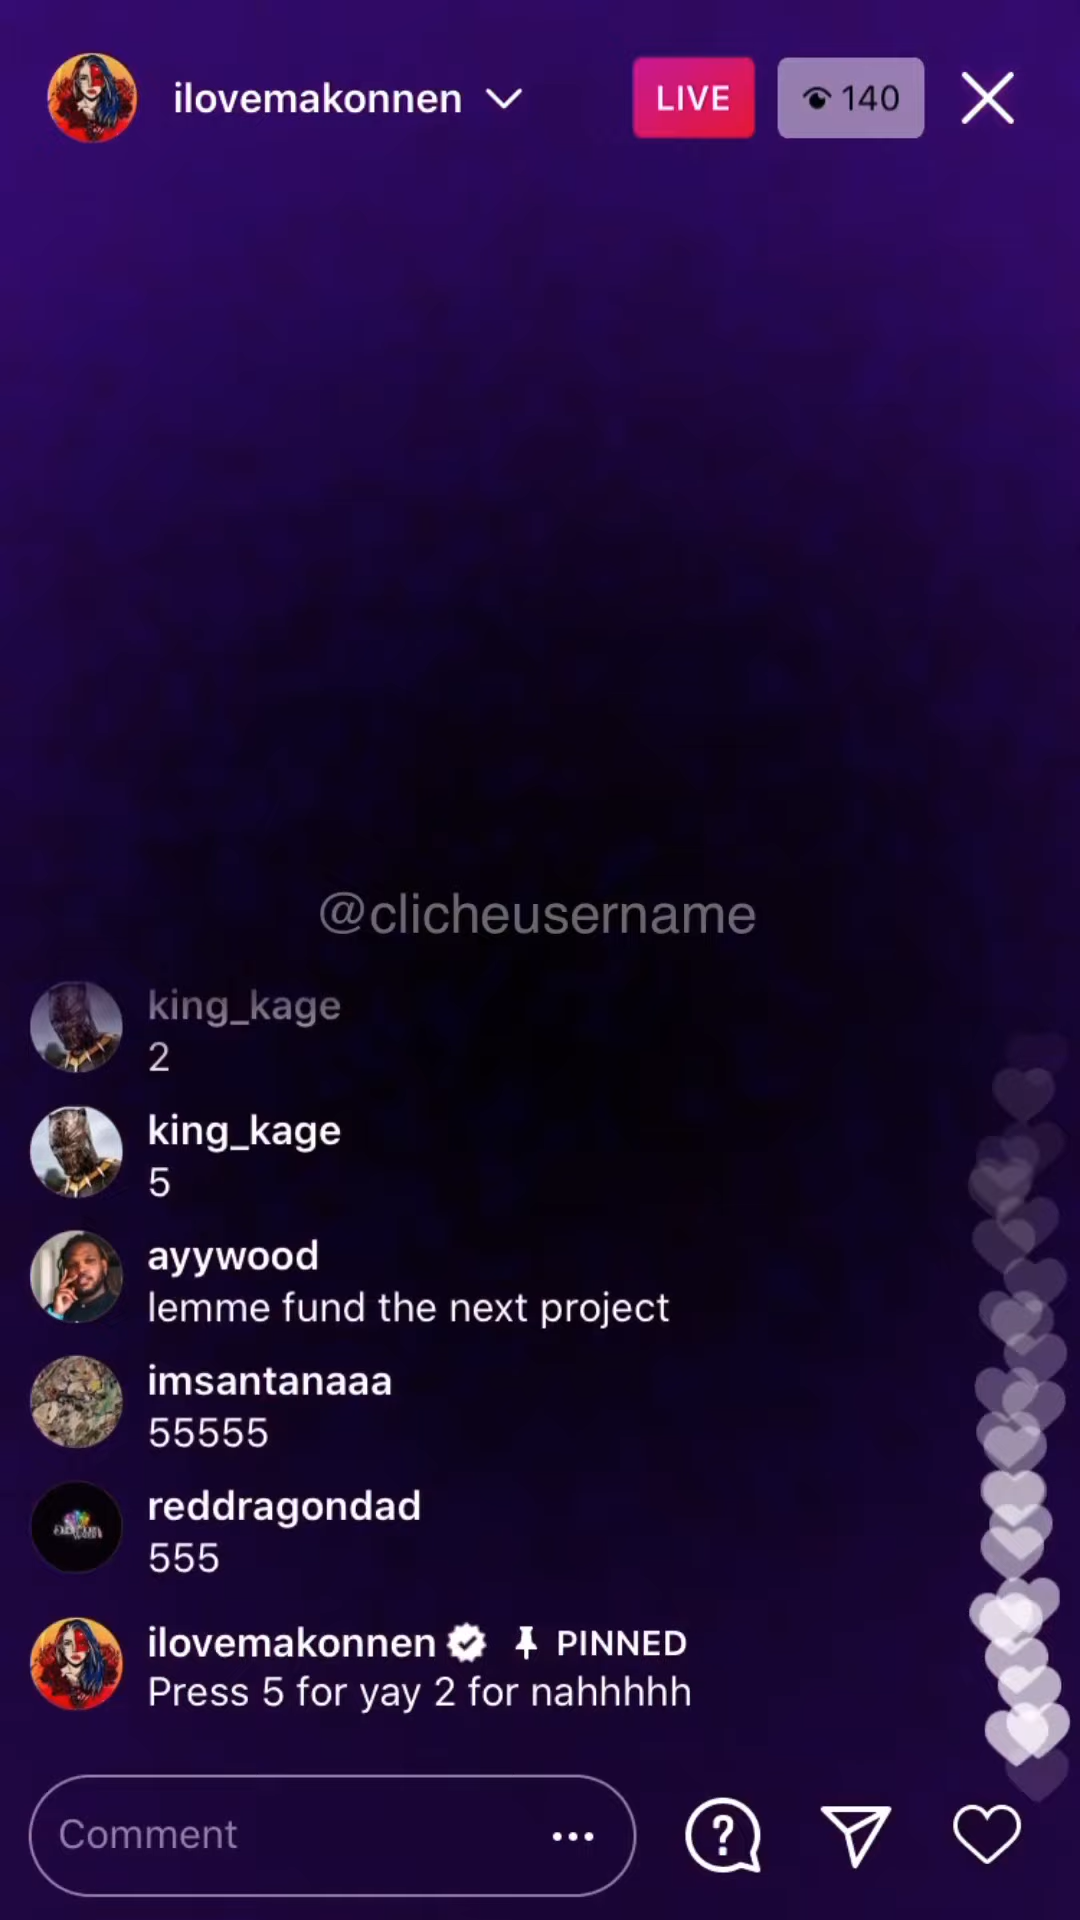 ilovemakonnen
LIVE
140
@clicheusername
king_kage
2
king_kage
5
ayywood
lemme fund the next project
imsantanaaa
55555
reddragondad
555
ilovemakonnen PINNED
Press 5 for yay 2 for nahhhhh
Comment